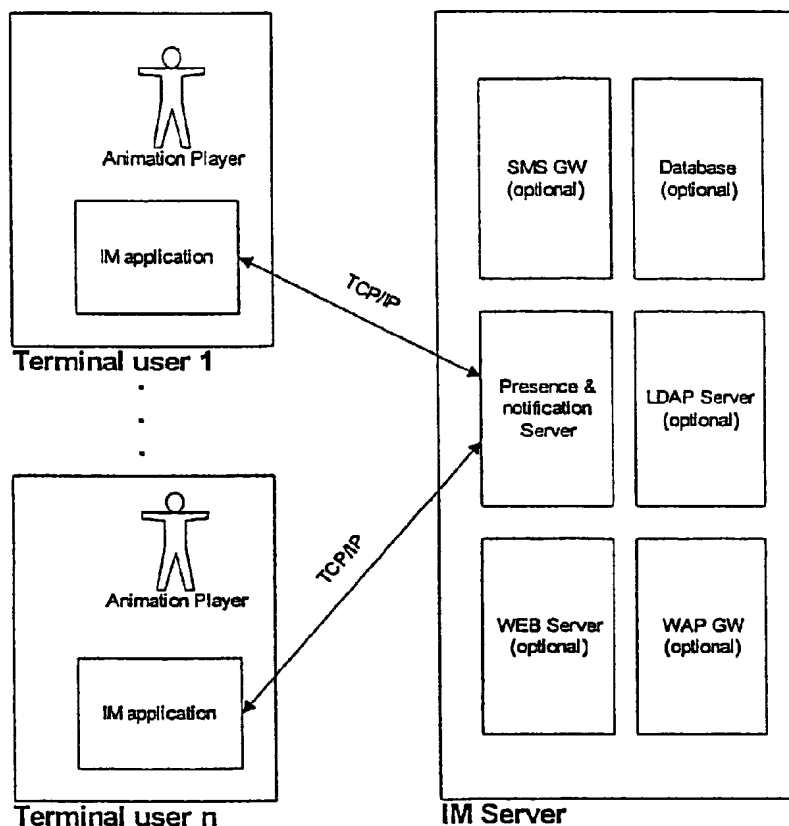 Animation Player
IM application
Terminal user 1
TCP/IP
Animation Player
IM application
Terminal user n
TCP/IP
SMS GW
(optional)
Database
(optional)
Presence &
notification
Server
LDAP Server
(optional)
WEB Server
(optional)
WAP GW
(optional)
IM Server